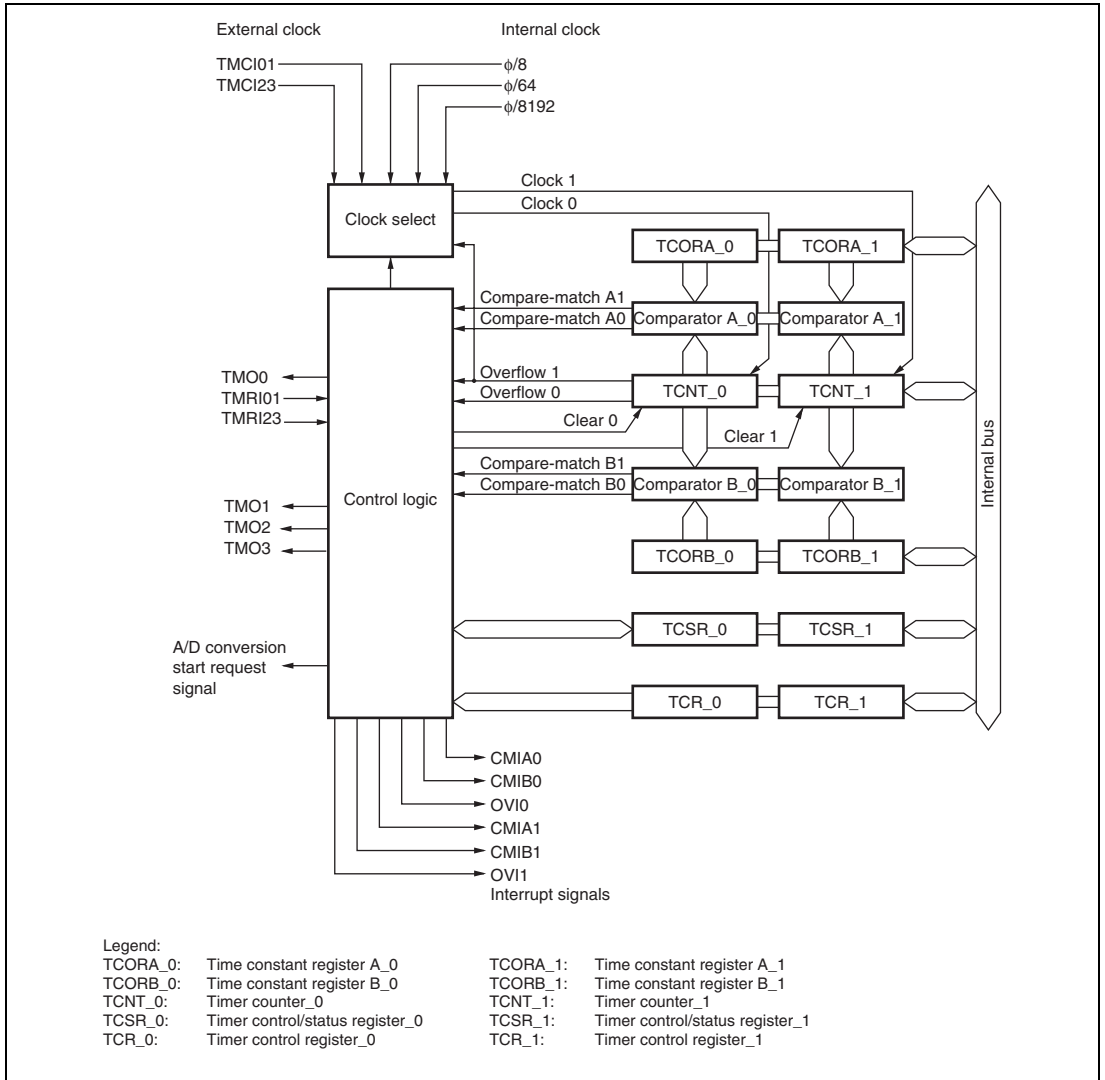 External clock
Internal clock
TMCI01
TMCI23
ϕ/8
ϕ/64
ϕ/8192
Clock select
Clock 1
Clock 0
TCORA_0
TCORA_1
Compare-match A1
Compare-match A0
Comparator A_0
Comparator A_1
TMO0
TMRI01
TMRI23
Overflow 1
Overflow 0
TCNT_0
TCNT_1
Clear 0
Clear 1
Compare-match B1
Compare-match B0
Comparator B_0
Comparator B_1
Control logic
Internal bus
TMO1
TMO2
TMO3
TCORB_0
TCORB_1
TCSR_0
TCSR_1
A/D conversion
start request
signal
TCR_0
TCR_1
CMIA0
CMIB0
OVI0
CMIA1
CMIB1
OVI1
Interrupt signals
Legend:
TCORA_0: Time constant register A_0
TCORB_0: Time constant register B_0
TCNT_0: Timer counter_0
TCSR_0: Timer control/status register_0
TCR_0: Timer control register_0
TCORA_1: Time constant register A_1
TCORB_1: Time constant register B_1
TCNT_1: Timer counter_1
TCSR_1: Timer control/status register_1
TCR_1: Timer control register_1